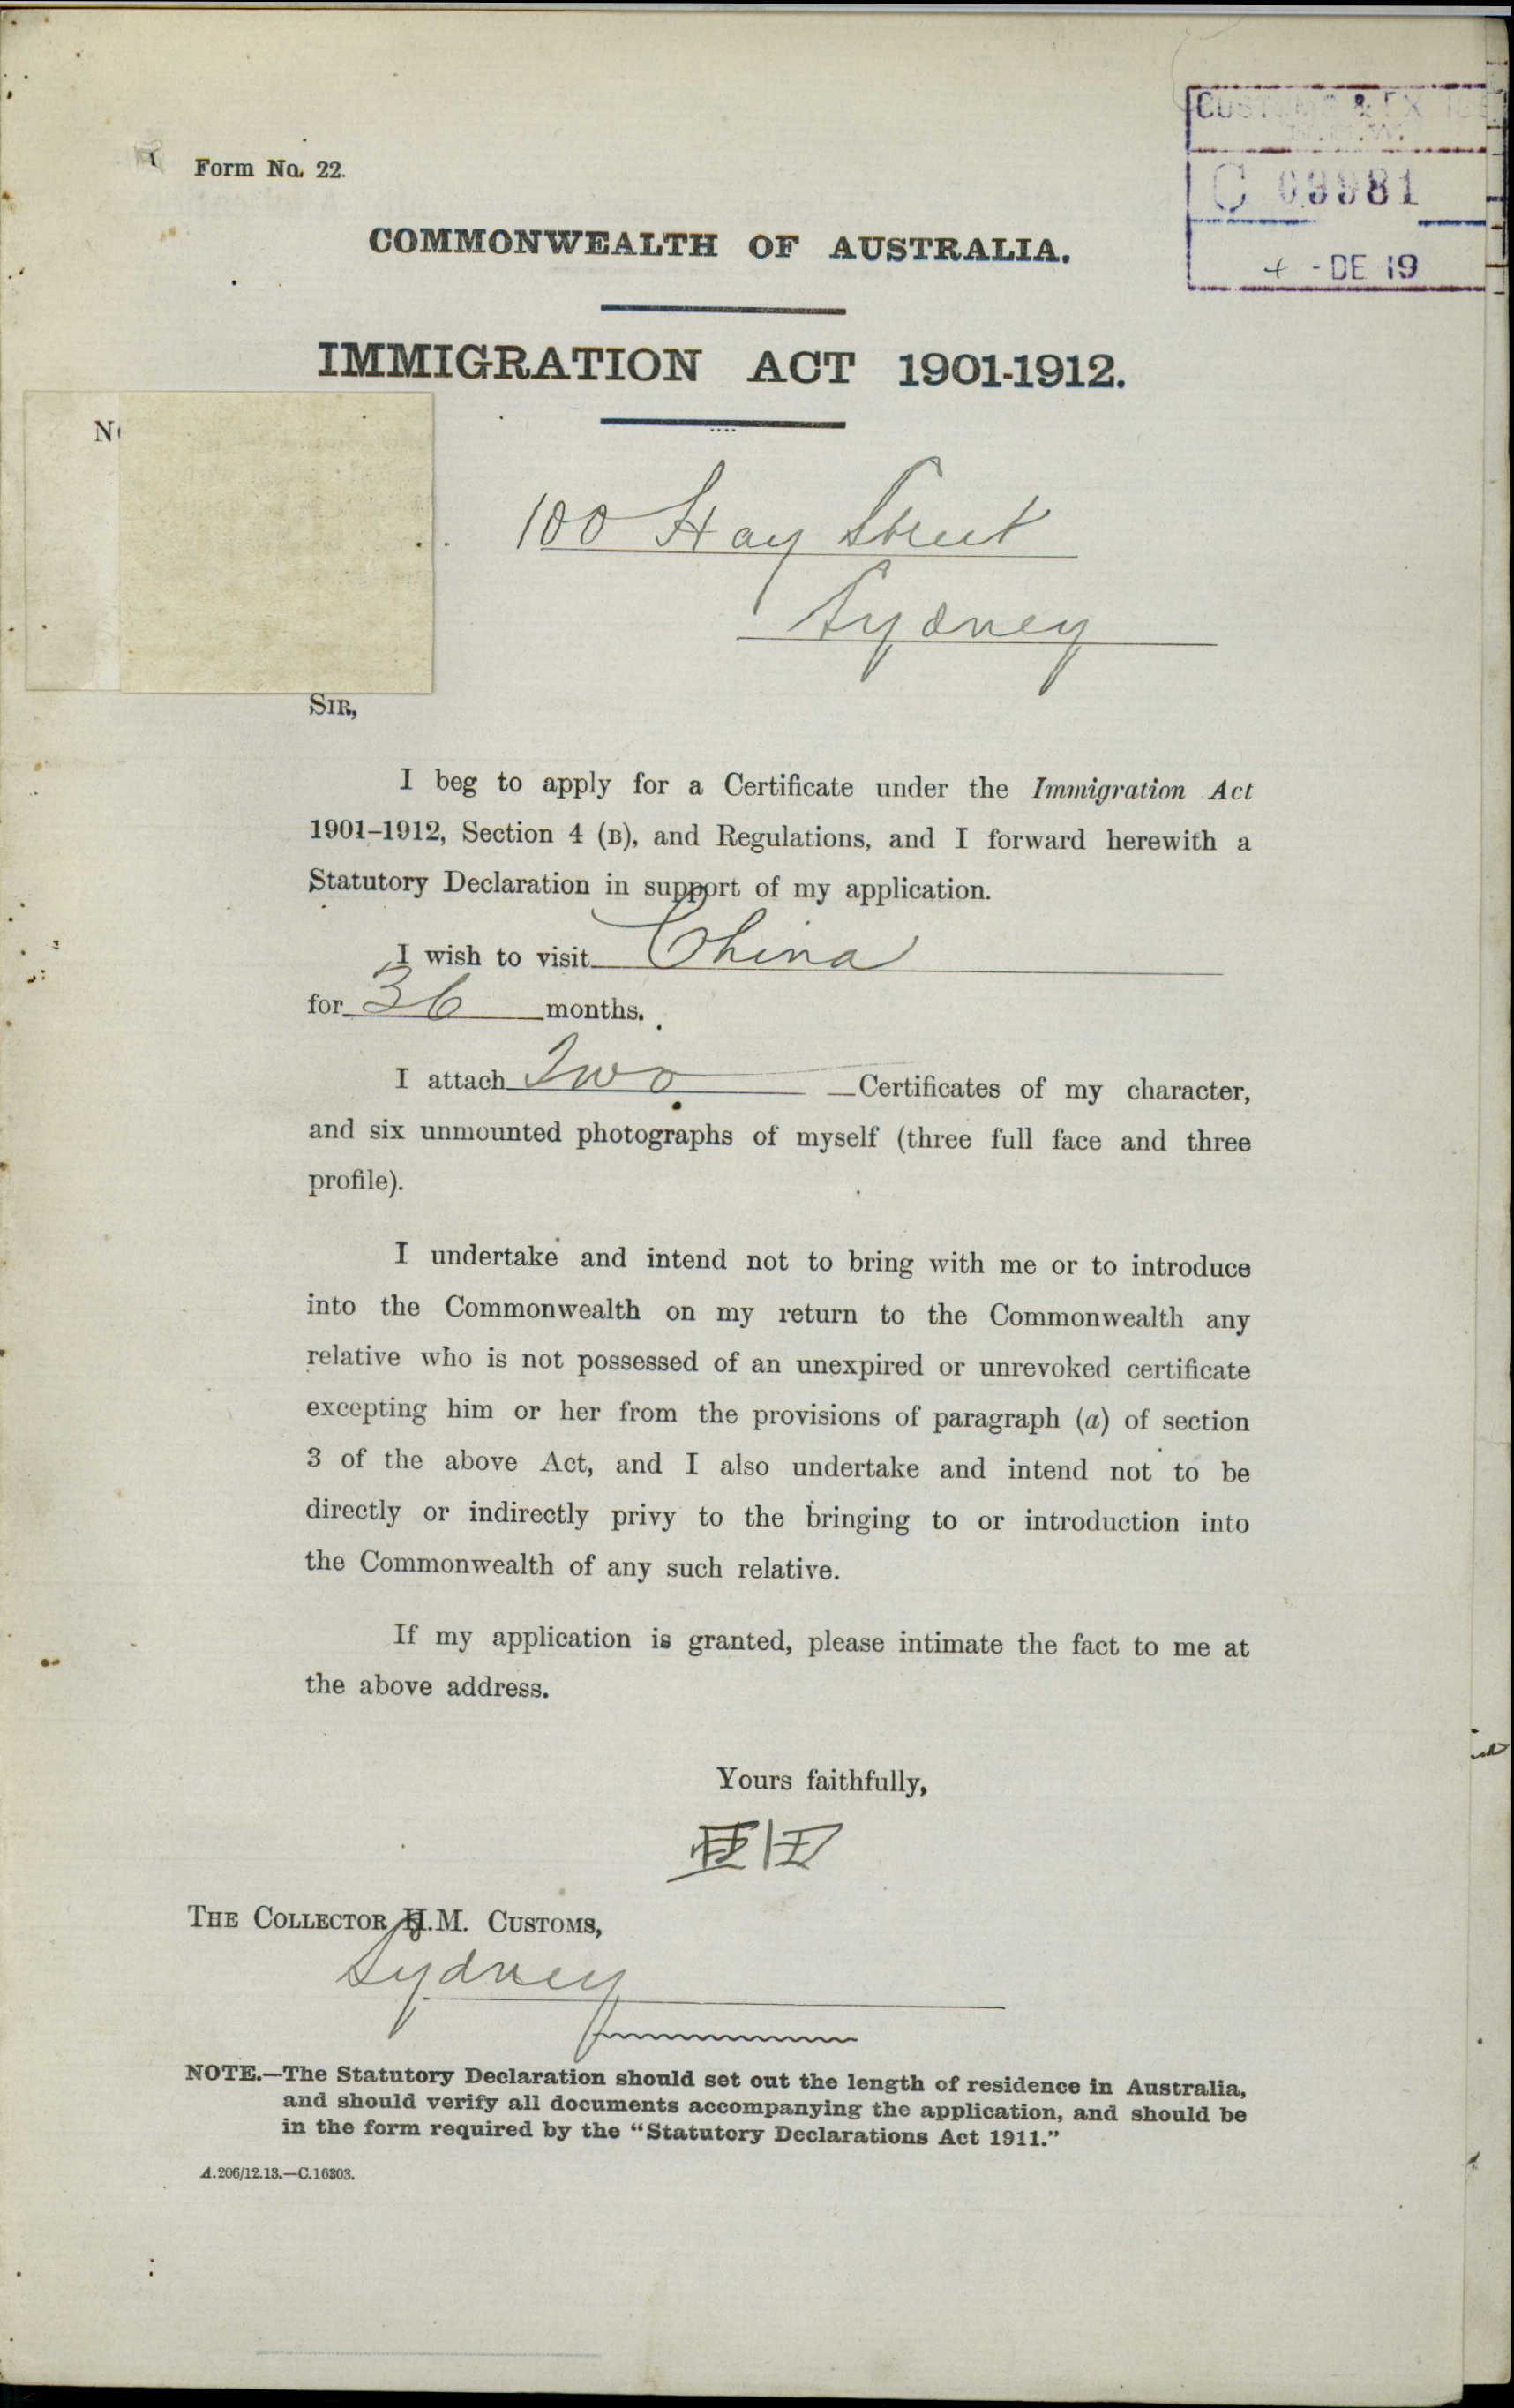 Form No. 22.
C 09981
- DE 19
COMMONWEALTH OF AUSTRALIA.
IMMIGRATION ACT 1901-1912.
100 Hay Street
Sydney
SIR,
I beg to apply for a Certificate under the Immigration Act
1901–1912, Section 4 (B), and Regulations, and I forward herewith a
Statutory Declaration in support of my application.
I wish to visit China
for 36 months.
I attach Two Certificates of my character,
and six unmounted photographs of myself (three full face and three
profile).
I undertake and intend not to bring with me or to introduce
into the Commonwealth on my return to the Commonwealth any
relative who is not possessed of an unexpired or unrevoked certificate
excepting him or her from the provisions of paragraph (a) of section
3 of the above Act, and I also undertake and intend not to be
directly or indirectly privy to the bringing to or introduction into
the Commonwealth of any such relative.
If my application is granted, please intimate the fact to me at
the above address.
Yours faithfully,
THE COLLECTOR H.M. CUSTOMS,
Sydney
NOTE.—The Statutory Declaration should set out the length of residence in Australia,
and should verify all documents accompanying the application, and should be
in the form required by the “Statutory Declarations Act 1911.”
A.206/12.13.—C.16303.